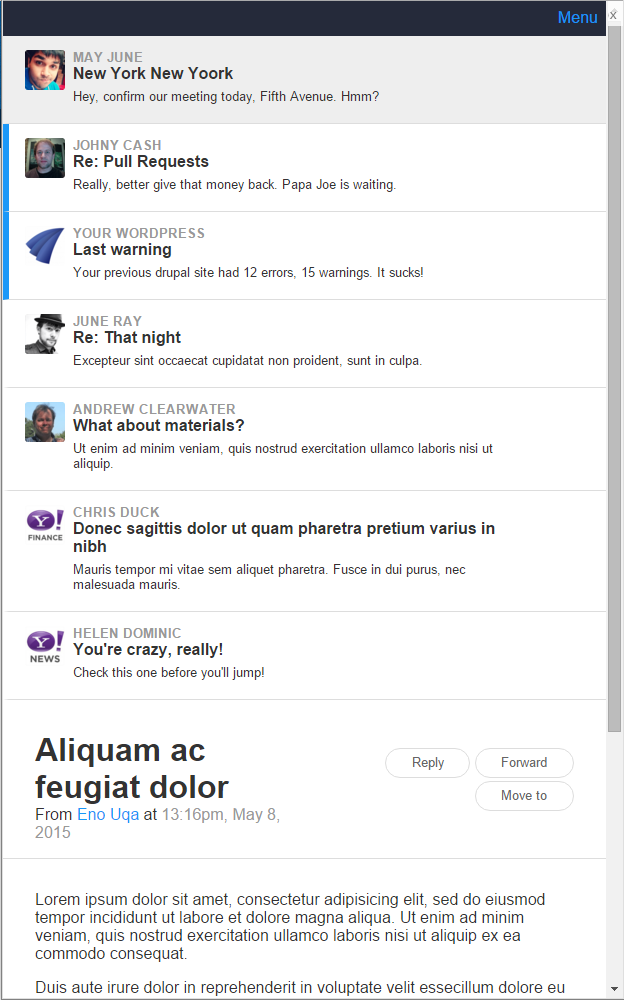 Menu
x
MAY JUNE
New York New Yoork
Hey, confirm our meeting today, Fifth Avenue. Hmm?
JOHNY CASH
Re: Pull Requests
Really, better give that money back. Papa Joe is waiting.
YOUR WORDPRESS
Last warning
Your previous drupal site had 12 errors, 15 warnings. It sucks!
JUNE RAY
Re: That night
Excepteur sint occaecat cupidatat non proident, sunt in culpa.
ANDREW CLEARWATER
What about materials?
Ut enim ad minim veniam, quis nostrud exercitation ullamco laboris nisi ut
aliquip.
Y!
FINANCE
CHRIS DUCK
Donec sagittis dolor ut quam pharetra pretium varius in
nibh
Mauris tempor mi vitae sem aliquet pharetra. Fusce in dui purus, nec
malesuada mauris.
Y!
NEWS
HELEN DOMINIC
You're crazy, really!
Check this one before you'll jump!
Aliquam ac
feugiat dolor
From Eno Uqa at 13:16pm, May 8,
2015
Reply
Forward
Move to
Lorem ipsum dolor sit amet, consectetur adipisicing elit, sed do eiusmod
tempor incididunt ut labore et dolore magna aliqua. Ut enim ad minim
veniam, quis nostrud exercitation ullamco laboris nisi ut aliquip ex ea
commodo consequat.
Duis aute irure dolor in reprehenderit in voluptate velit essecillum dolore eu